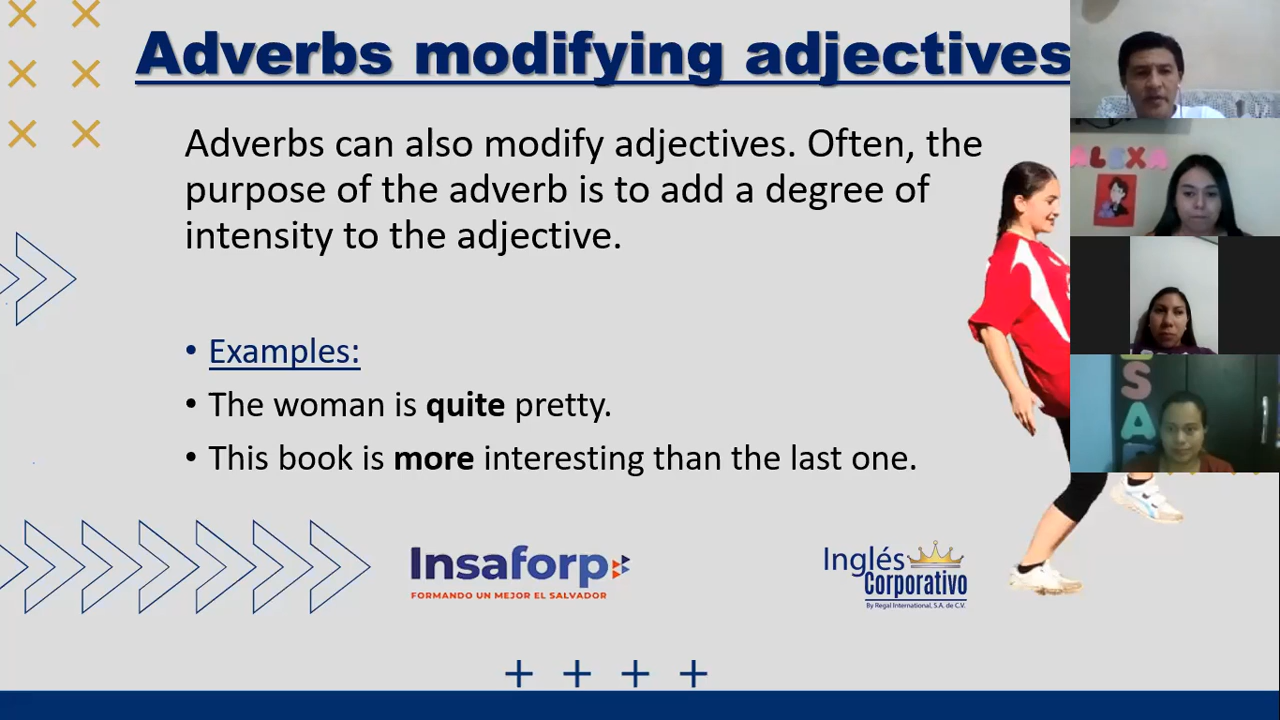 Adverbs modifying adjectives
Adverbs can also modify adjectives. Often, the
purpose of the adverb is to add a degree of
intensity to the adjective.
• Examples:
• The woman is quite pretty.
• This book is more interesting than the last one.
Insaforp
FORMANDO UN MEJOR EL SALVADOR
Inglés
Corporativo
By Regal International, S.A. de C.V.
ALEXA
S
A